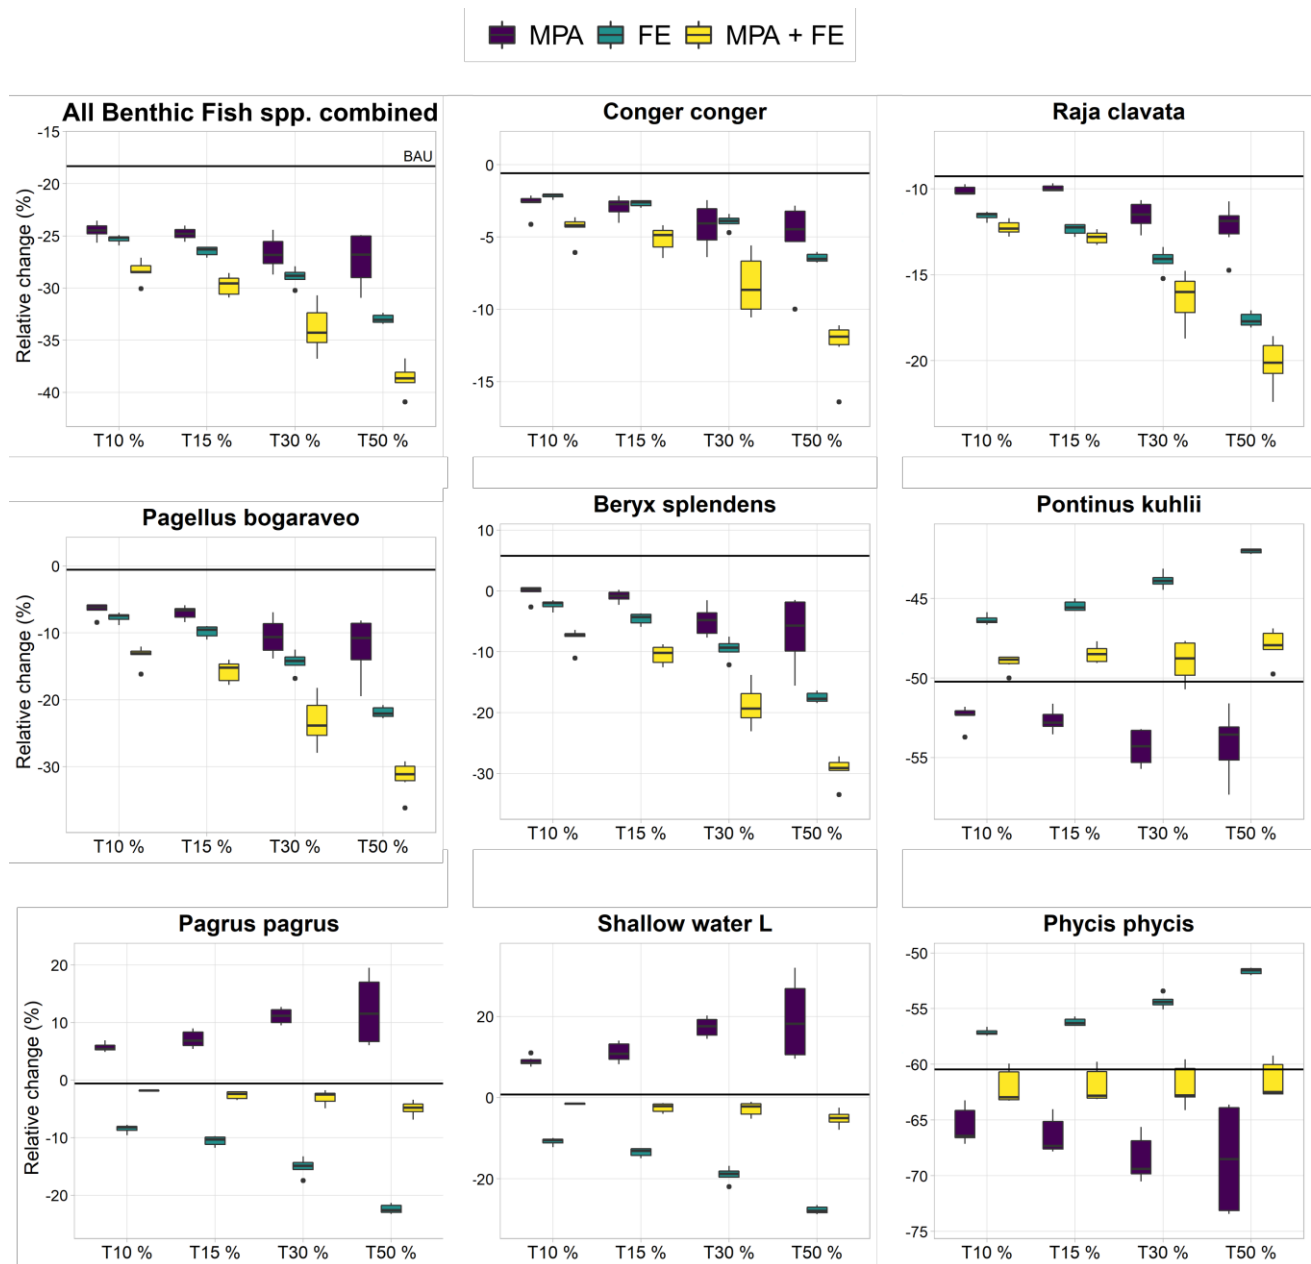 MPA FE MPA + FE
All Benthic Fish spp. combined
Conger conger
Raja clavata
Relative change (%)
-15
-20
-25
-30
-35
-40
BAU
0
-5
-10
-15
-10
-15
-20
T10 % T15 % T30 % T50 %
T10 % T15 % T30 % T50 %
T10 % T15 % T30 % T50 %
Pagellus bogaraveo
Beryx splendens
Pontinus kuhlii
Relative change (%)
0
-10
-20
-30
10
0
-10
-20
-30
-45
-50
-55
T10 % T15 % T30 % T50 %
T10 % T15 % T30 % T50 %
T10 % T15 % T30 % T50 %
Pagrus pagrus
Shallow water L
Phycis phycis
Relative change (%)
20
10
0
-10
-20
20
0
-20
-50
-55
-60
-65
-70
-75
T10 % T15 % T30 % T50 %
T10 % T15 % T30 % T50 %
T10 % T15 % T30 % T50 %